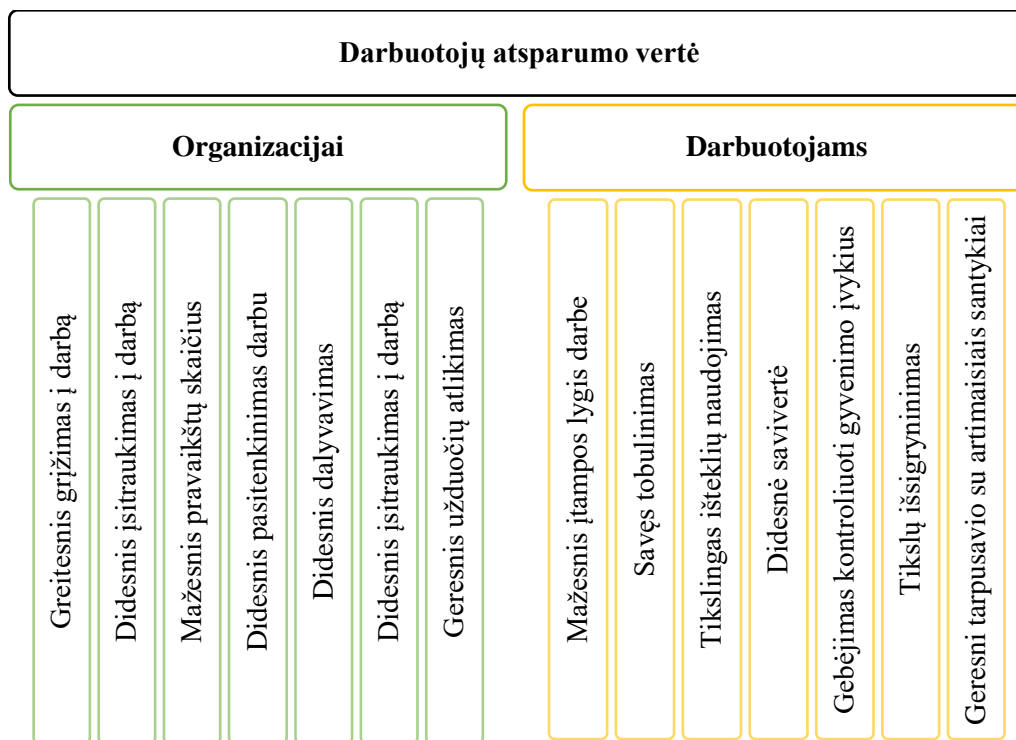 Darbuotojų atsparumo vertė
Organizacijai
Darbuotojams
Greitesnis grįžimas į darbą
Didesnis įsitraukimas į darbą
Mažesnis pravaikštų skaičius
Didesnis pasitenkinimas darbu
Didesnis dalyvavimas
Didesnis įsitraukimas į darbą
Geresnis užduočių atlikimas
Mažesnis įtampos lygis darbe
Savęs tobulinimas
Tikslingas išteklių naudojimas
Didesnė savivertė
Gebėjimas kontroliuoti gyvenimo įvykius
Tikslų išsigryninimas
Geresni tarpusavio su artimaisiais santykiai